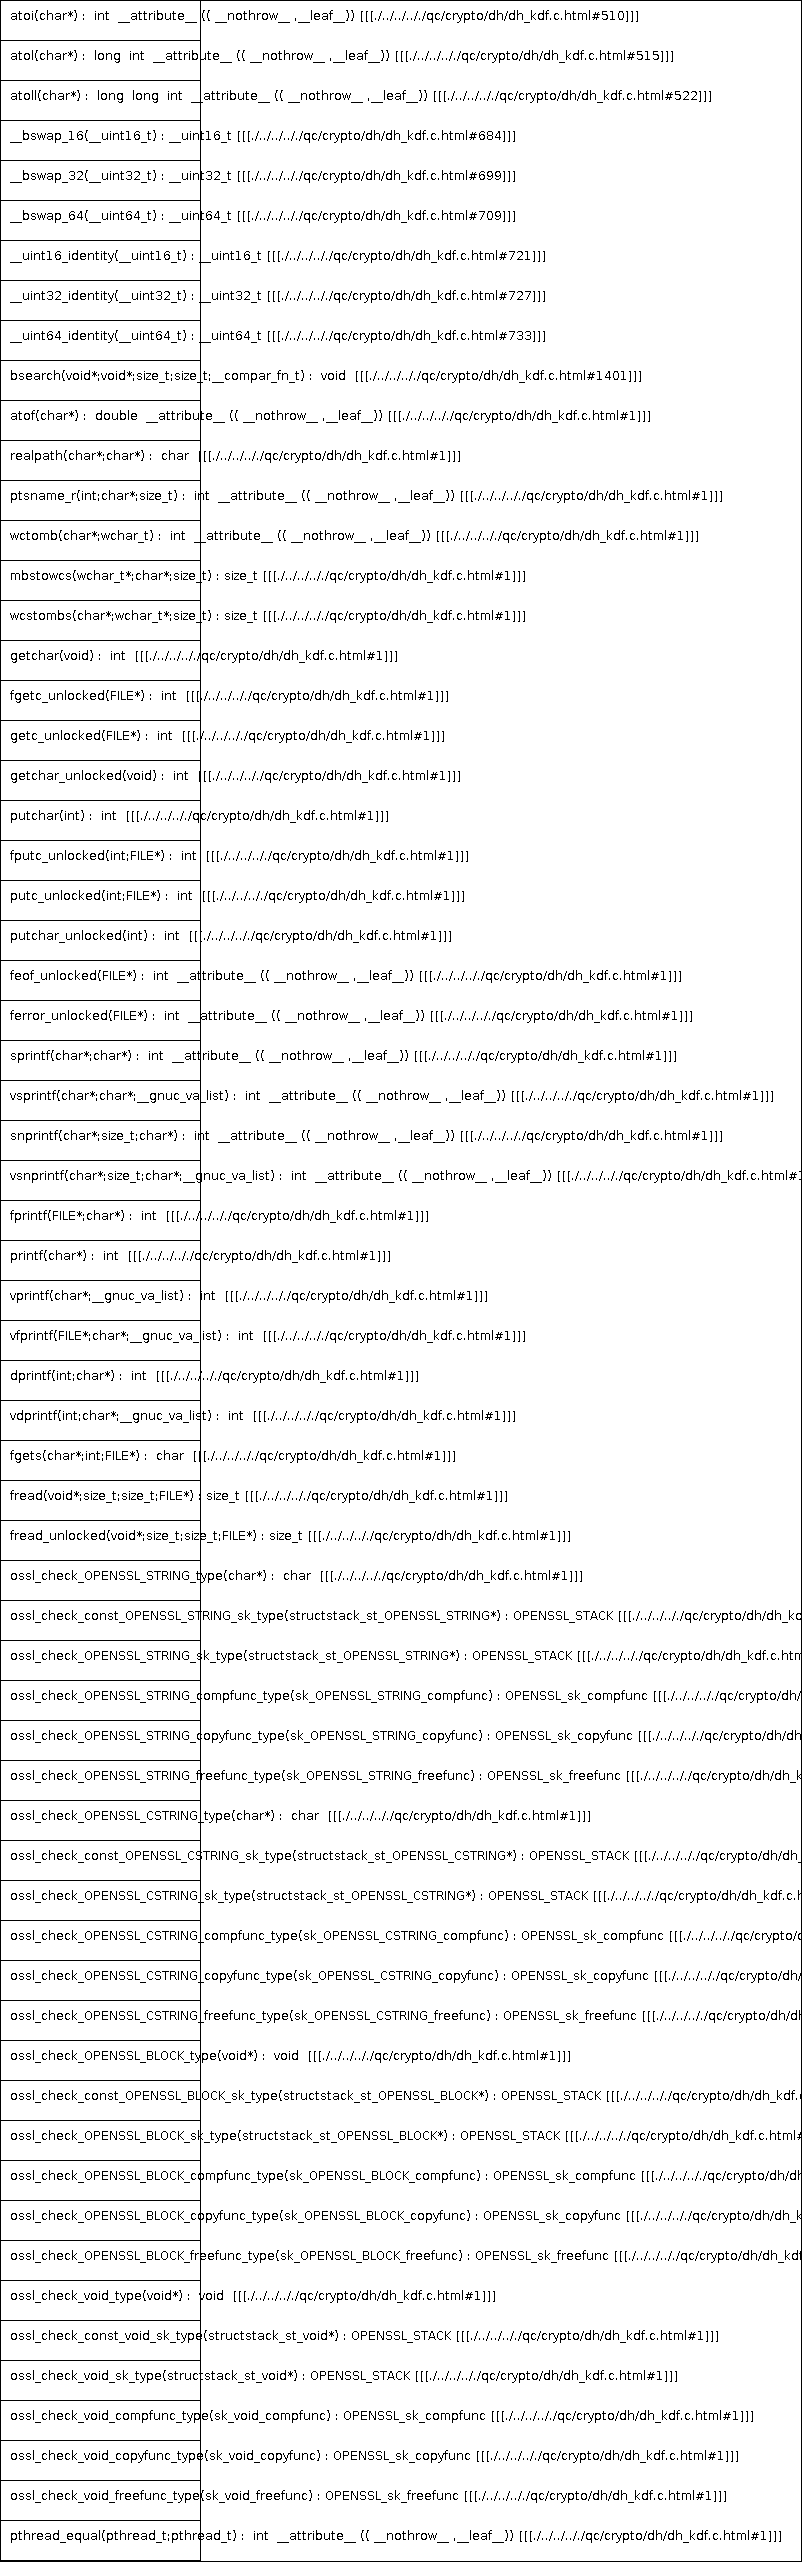 atoi(char*) :  int  __attribute__ (( __nothrow__ ,__leaf__)) [[[./../../../../qc/crypto/dh/dh_kdf.c.html#510]]]
atol(char*) :  long  int  __attribute__ (( __nothrow__ ,__leaf__)) [[[./../../../../qc/crypto/dh/dh_kdf.c.html#515]]]
atoll(char*) :  long  long  int  __attribute__ (( __nothrow__ ,__leaf__)) [[[./../../../../qc/crypto/dh/dh_kdf.c.html#522]]]
__bswap_16(__uint16_t) : __uint16_t [[[./../../../../qc/crypto/dh/dh_kdf.c.html#684]]]
__bswap_32(__uint32_t) : __uint32_t [[[./../../../../qc/crypto/dh/dh_kdf.c.html#699]]]
__bswap_64(__uint64_t) : __uint64_t [[[./../../../../qc/crypto/dh/dh_kdf.c.html#709]]]
__uint16_identity(__uint16_t) : __uint16_t [[[./../../../../qc/crypto/dh/dh_kdf.c.html#721]]]
__uint32_identity(__uint32_t) : __uint32_t [[[./../../../../qc/crypto/dh/dh_kdf.c.html#727]]]
__uint64_identity(__uint64_t) : __uint64_t [[[./../../../../qc/crypto/dh/dh_kdf.c.html#733]]]
bsearch(void*;void*;size_t;size_t;__compar_fn_t) :  void  [[[./../../../../qc/crypto/dh/dh_kdf.c.html#1401]]]
atof(char*) :  double  __attribute__ (( __nothrow__ ,__leaf__)) [[[./../../../../qc/crypto/dh/dh_kdf.c.html#1]]]
realpath(char*;char*) :  char  [[[./../../../../qc/crypto/dh/dh_kdf.c.html#1]]]
ptsname_r(int;char*;size_t) :  int  __attribute__ (( __nothrow__ ,__leaf__)) [[[./../../../../qc/crypto/dh/dh_kdf.c.html#1]]]
wctomb(char*;wchar_t) :  int  __attribute__ (( __nothrow__ ,__leaf__)) [[[./../../../../qc/crypto/dh/dh_kdf.c.html#1]]]
mbstowcs(wchar_t*;char*;size_t) : size_t [[[./../../../../qc/crypto/dh/dh_kdf.c.html#1]]]
wcstombs(char*;wchar_t*;size_t) : size_t [[[./../../../../qc/crypto/dh/dh_kdf.c.html#1]]]
getchar(void) :  int  [[[./../../../../qc/crypto/dh/dh_kdf.c.html#1]]]
fgetc_unlocked(FILE*) :  int  [[[./../../../../qc/crypto/dh/dh_kdf.c.html#1]]]
getc_unlocked(FILE*) :  int  [[[./../../../../qc/crypto/dh/dh_kdf.c.html#1]]]
getchar_unlocked(void) :  int  [[[./../../../../qc/crypto/dh/dh_kdf.c.html#1]]]
putchar(int) :  int  [[[./../../../../qc/crypto/dh/dh_kdf.c.html#1]]]
fputc_unlocked(int;FILE*) :  int  [[[./../../../../qc/crypto/dh/dh_kdf.c.html#1]]]
putc_unlocked(int;FILE*) :  int  [[[./../../../../qc/crypto/dh/dh_kdf.c.html#1]]]
putchar_unlocked(int) :  int  [[[./../../../../qc/crypto/dh/dh_kdf.c.html#1]]]
feof_unlocked(FILE*) :  int  __attribute__ (( __nothrow__ ,__leaf__)) [[[./../../../../qc/crypto/dh/dh_kdf.c.html#1]]]
ferror_unlocked(FILE*) :  int  __attribute__ (( __nothrow__ ,__leaf__)) [[[./../../../../qc/crypto/dh/dh_kdf.c.html#1]]]
sprintf(char*;char*) :  int  __attribute__ (( __nothrow__ ,__leaf__)) [[[./../../../../qc/crypto/dh/dh_kdf.c.html#1]]]
vsprintf(char*;char*;__gnuc_va_list) :  int  __attribute__ (( __nothrow__ ,__leaf__)) [[[./../../../../qc/crypto/dh/dh_kdf.c.html#1]]]
snprintf(char*;size_t;char*) :  int  __attribute__ (( __nothrow__ ,__leaf__)) [[[./../../../../qc/crypto/dh/dh_kdf.c.html#1]]]
vsnprintf(char*;size_t;char*;__gnuc_va_list) :  int  __attribute__ (( __nothrow__ ,__leaf__)) [[[./../../../../qc/crypto/dh/dh_kdf.c.html#1
fprintf(FILE*;char*) :  int  [[[./../../../../qc/crypto/dh/dh_kdf.c.html#1]]]
printf(char*) :  int  [[[./../../../../qc/crypto/dh/dh_kdf.c.html#1]]]
vprintf(char*;__gnuc_va_list) :  int  [[[./../../../../qc/crypto/dh/dh_kdf.c.html#1]]]
vfprintf(FILE*;char*;__gnuc_va_list) :  int  [[[./../../../../qc/crypto/dh/dh_kdf.c.html#1]]]
dprintf(int;char*) :  int  [[[./../../../../qc/crypto/dh/dh_kdf.c.html#1]]]
vdprintf(int;char*;__gnuc_va_list) :  int  [[[./../../../../qc/crypto/dh/dh_kdf.c.html#1]]]
fgets(char*;int;FILE*) :  char  [[[./../../../../qc/crypto/dh/dh_kdf.c.html#1]]]
fread(void*;size_t;size_t;FILE*) : size_t [[[./../../../../qc/crypto/dh/dh_kdf.c.html#1]]]
fread_unlocked(void*;size_t;size_t;FILE*) : size_t [[[./../../../../qc/crypto/dh/dh_kdf.c.html#1]]]
ossl_check_OPENSSL_STRING_type(char*) :  char  [[[./../../../../qc/crypto/dh/dh_kdf.c.html#1]]]
ossl_check_const_OPENSSL_STRING_sk_type(structstack_st_OPENSSL_STRING*) : OPENSSL_STACK [[[./../../../../qc/crypto/dh/dh_kd
ossl_check_OPENSSL_STRING_sk_type(structstack_st_OPENSSL_STRING*) : OPENSSL_STACK [[[./../../../../qc/crypto/dh/dh_kdf.c.htm
ossl_check_OPENSSL_STRING_compfunc_type(sk_OPENSSL_STRING_compfunc) : OPENSSL_sk_compfunc [[[./../../../../qc/crypto/dh/
ossl_check_OPENSSL_STRING_copyfunc_type(sk_OPENSSL_STRING_copyfunc) : OPENSSL_sk_copyfunc [[[./../../../../qc/crypto/dh/dh
ossl_check_OPENSSL_STRING_freefunc_type(sk_OPENSSL_STRING_freefunc) : OPENSSL_sk_freefunc [[[./../../../../qc/crypto/dh/dh_k
ossl_check_OPENSSL_CSTRING_type(char*) :  char  [[[./../../../../qc/crypto/dh/dh_kdf.c.html#1]]]
ossl_check_const_OPENSSL_CSTRING_sk_type(structstack_st_OPENSSL_CSTRING*) : OPENSSL_STACK [[[./../../../../qc/crypto/dh/dh_
ossl_check_OPENSSL_CSTRING_sk_type(structstack_st_OPENSSL_CSTRING*) : OPENSSL_STACK [[[./../../../../qc/crypto/dh/dh_kdf.c.h
ossl_check_OPENSSL_CSTRING_compfunc_type(sk_OPENSSL_CSTRING_compfunc) : OPENSSL_sk_compfunc [[[./../../../../qc/crypto/d
ossl_check_OPENSSL_CSTRING_copyfunc_type(sk_OPENSSL_CSTRING_copyfunc) : OPENSSL_sk_copyfunc [[[./../../../../qc/crypto/dh/
ossl_check_OPENSSL_CSTRING_freefunc_type(sk_OPENSSL_CSTRING_freefunc) : OPENSSL_sk_freefunc [[[./../../../../qc/crypto/dh/dh
ossl_check_OPENSSL_BLOCK_type(void*) :  void  [[[./../../../../qc/crypto/dh/dh_kdf.c.html#1]]]
ossl_check_const_OPENSSL_BLOCK_sk_type(structstack_st_OPENSSL_BLOCK*) : OPENSSL_STACK [[[./../../../../qc/crypto/dh/dh_kdf.c
ossl_check_OPENSSL_BLOCK_sk_type(structstack_st_OPENSSL_BLOCK*) : OPENSSL_STACK [[[./../../../../qc/crypto/dh/dh_kdf.c.html#
ossl_check_OPENSSL_BLOCK_compfunc_type(sk_OPENSSL_BLOCK_compfunc) : OPENSSL_sk_compfunc [[[./../../../../qc/crypto/dh/dh
ossl_check_OPENSSL_BLOCK_copyfunc_type(sk_OPENSSL_BLOCK_copyfunc) : OPENSSL_sk_copyfunc [[[./../../../../qc/crypto/dh/dh_k
ossl_check_OPENSSL_BLOCK_freefunc_type(sk_OPENSSL_BLOCK_freefunc) : OPENSSL_sk_freefunc [[[./../../../../qc/crypto/dh/dh_kdf
ossl_check_void_type(void*) :  void  [[[./../../../../qc/crypto/dh/dh_kdf.c.html#1]]]
ossl_check_const_void_sk_type(structstack_st_void*) : OPENSSL_STACK [[[./../../../../qc/crypto/dh/dh_kdf.c.html#1]]]
ossl_check_void_sk_type(structstack_st_void*) : OPENSSL_STACK [[[./../../../../qc/crypto/dh/dh_kdf.c.html#1]]]
ossl_check_void_compfunc_type(sk_void_compfunc) : OPENSSL_sk_compfunc [[[./../../../../qc/crypto/dh/dh_kdf.c.html#1]]]
ossl_check_void_copyfunc_type(sk_void_copyfunc) : OPENSSL_sk_copyfunc [[[./../../../../qc/crypto/dh/dh_kdf.c.html#1]]]
ossl_check_void_freefunc_type(sk_void_freefunc) : OPENSSL_sk_freefunc [[[./../../../../qc/crypto/dh/dh_kdf.c.html#1]]]
pthread_equal(pthread_t;pthread_t) :  int  __attribute__ (( __nothrow__ ,__leaf__)) [[[./../../../../qc/crypto/dh/dh_kdf.c.html#1]]]